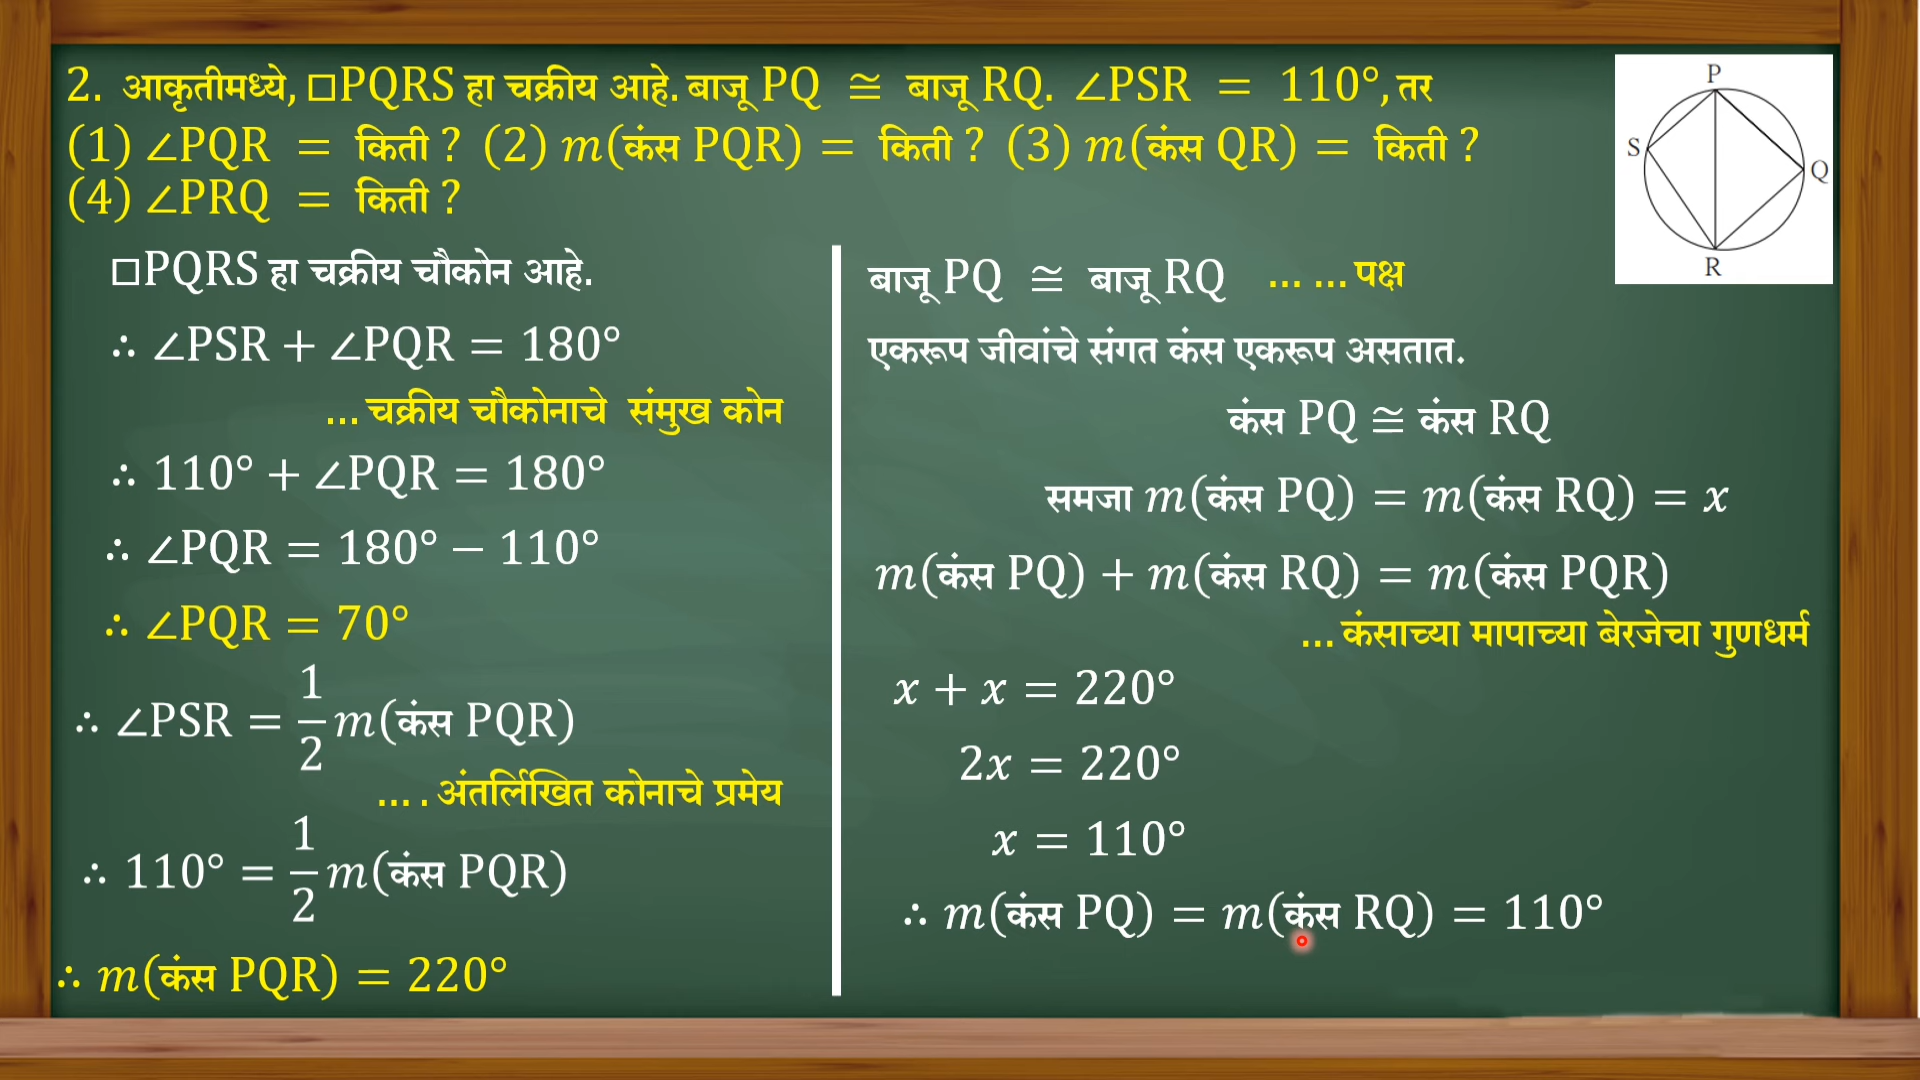 2. आकृतीमध्ये, □PQRS हा चक्रीय आहे. बाजू PQ ≅ बाजू RQ. ∠PSR = 110°, तर
(1) ∠PQR = किती ? (2) m(कंस PQR) = किती ? (3) m(कंस QR) = किती ?
(4) ∠PRQ = किती ?
□PQRS हा चक्रीय चौकोन आहे.
∴ ∠PSR + ∠PQR = 180°
... चक्रीय चौकोनाचे संमुख कोन
∴ 110° + ∠PQR = 180°
∴ ∠PQR = 180° − 110°
∴ ∠PQR = 70°
∴ ∠PSR = 1/2 m(कंस PQR)
... . अंतर्लिखित कोनाचे प्रमेय
∴ 110° = 1/2 m(कंस PQR)
∴ m(कंस PQR) = 220°
बाजू PQ ≅ बाजू RQ ... ... पक्ष
एकरूप जीवांचे संगत कंस एकरूप असतात.
कंस PQ ≅ कंस RQ
समजा m(कंस PQ) = m(कंस RQ) = x
m(कंस PQ) + m(कंस RQ) = m(कंस PQR)
... कंसाच्या मापाच्या बेरजेचा गुणधर्म
x + x = 220°
2x = 220°
x = 110°
∴ m(कंस PQ) = m(कंस RQ) = 110°
P
S
Q
R